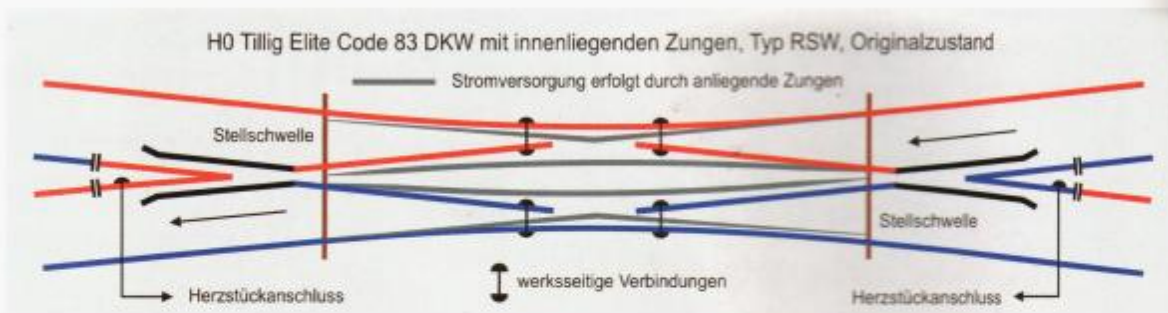 H0 Tillig Elite Code 83 DKW mit innenliegenden Zungen, Typ RSW, Originalzustand
Stromversorgung erfolgt durch anliegende Zungen
Stellschwelle
Stellschwelle
werksseitige Verbindungen
Herzstückanschluss
Herzstückanschluss